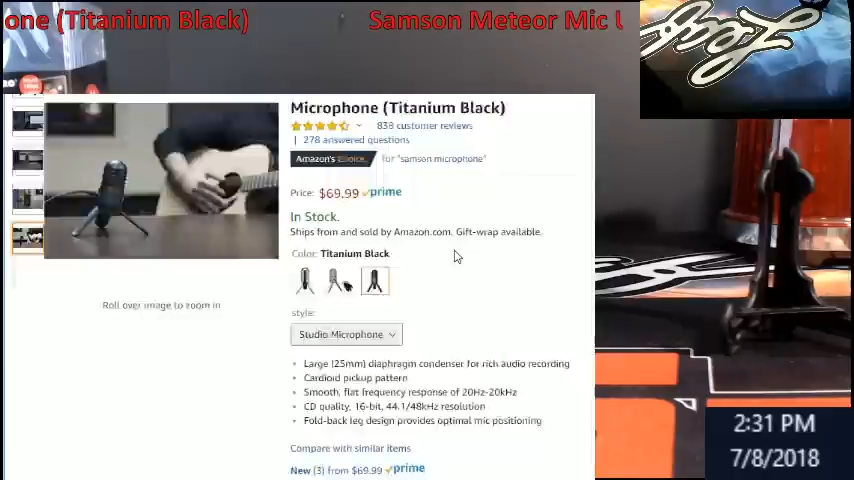 one (Titanium Black)
Samson Meteor Mic U
Microphone (Titanium Black)
838 customer reviews
| 278 answered questions
Amazon's Choice
for "samson microphone"
Price: $69.99 prime
In Stock.
Ships from and sold by Amazon.com. Gift-wrap available.
Color: Titanium Black
Roll over image to zoom in
style:
Studio Microphone
• Large (25mm) diaphragm condenser for rich audio recording
• Cardioid pickup pattern
• Smooth, flat frequency response of 20Hz-20kHz
• CD quality, 16-bit, 44.1/48kHz resolution
• Fold-back leg design provides optimal mic positioning
Compare with similar items
New (3) from $69.99 prime
2:31 PM
7/8/2018